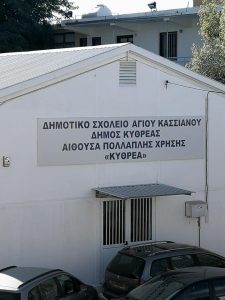 ΔΗΜΟΤΙΚΟ ΣΧΟΛΕΙΟ ΑΓΙΟΥ ΚΑΣΣΙΑΝΟΥ
ΔΗΜΟΣ ΚΥΘΡΕΑΣ
ΑΙΘΟΥΣΑ ΠΟΛΛΑΠΛΗΣ ΧΡΗΣΗΣ
«ΚΥΘΡΕΑ»